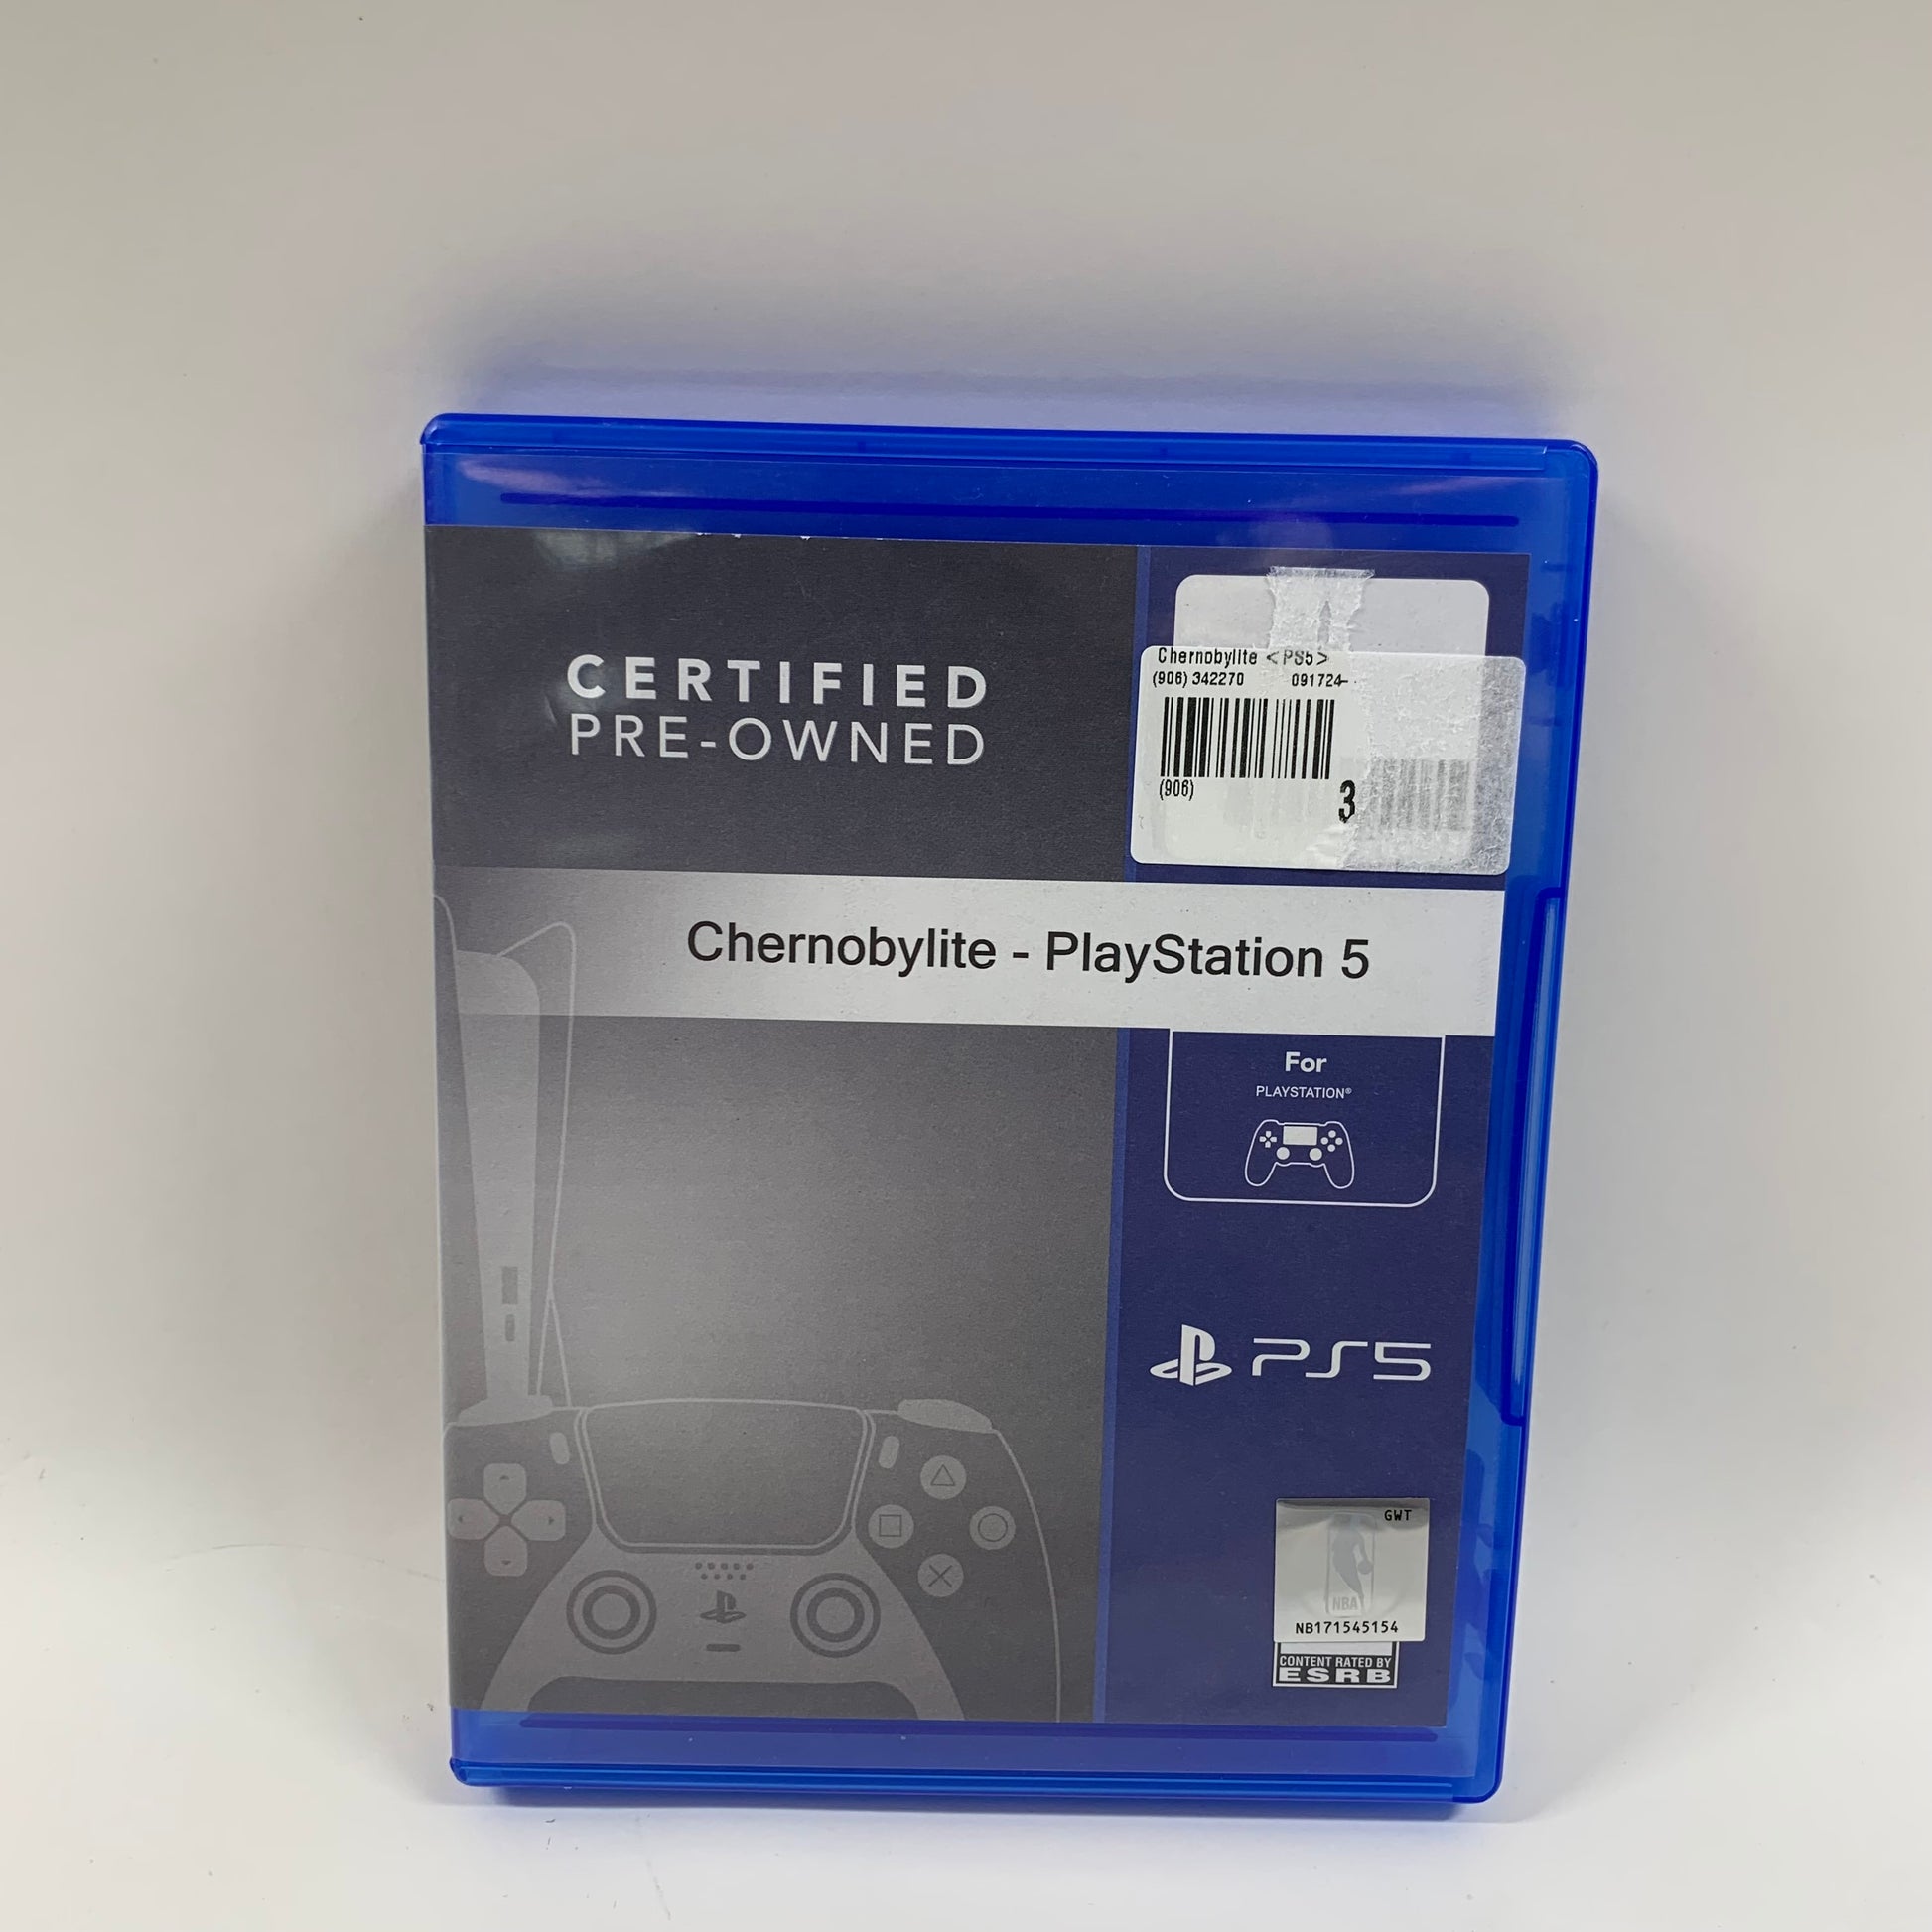 CERTIFIED
PRE-OWNED
Chernobylite <PS5>
(906) 342270 091724-
(906)
3
Chernobylite - PlayStation 5
For
PLAYSTATION®
PS5
GWT
NBA
NB171545154
CONTENT RATED BY
ESRB